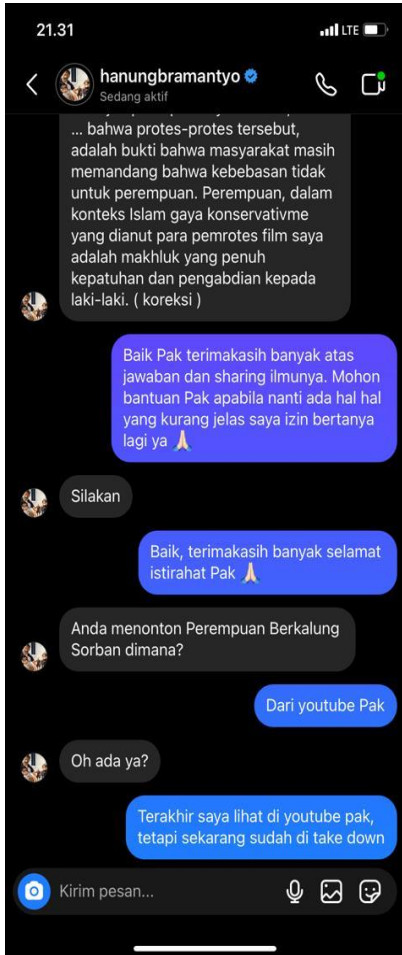 21.31
LTE
hanungbramantyo
Sedang aktif
... bahwa protes-protes tersebut,
adalah bukti bahwa masyarakat masih
memandang bahwa kebebasan tidak
untuk perempuan. Perempuan, dalam
konteks Islam gaya konservativme
yang dianut para pemrotes film saya
adalah makhluk yang penuh
kepatuhan dan pengabdian kepada
laki-laki. ( koreksi )
Baik Pak terimakasih banyak atas
jawaban dan sharing ilmunya. Mohon
bantuan Pak apabila nanti ada hal hal
yang kurang jelas saya izin bertanya
lagi ya 🙏🏻
Silakan
Baik, terimakasih banyak selamat
istirahat Pak 🙏🏻
Anda menonton Perempuan Berkalung
Sorban dimana?
Dari youtube Pak
Oh ada ya?
Terakhir saya lihat di youtube pak,
tetapi sekarang sudah di take down
Kirim pesan...